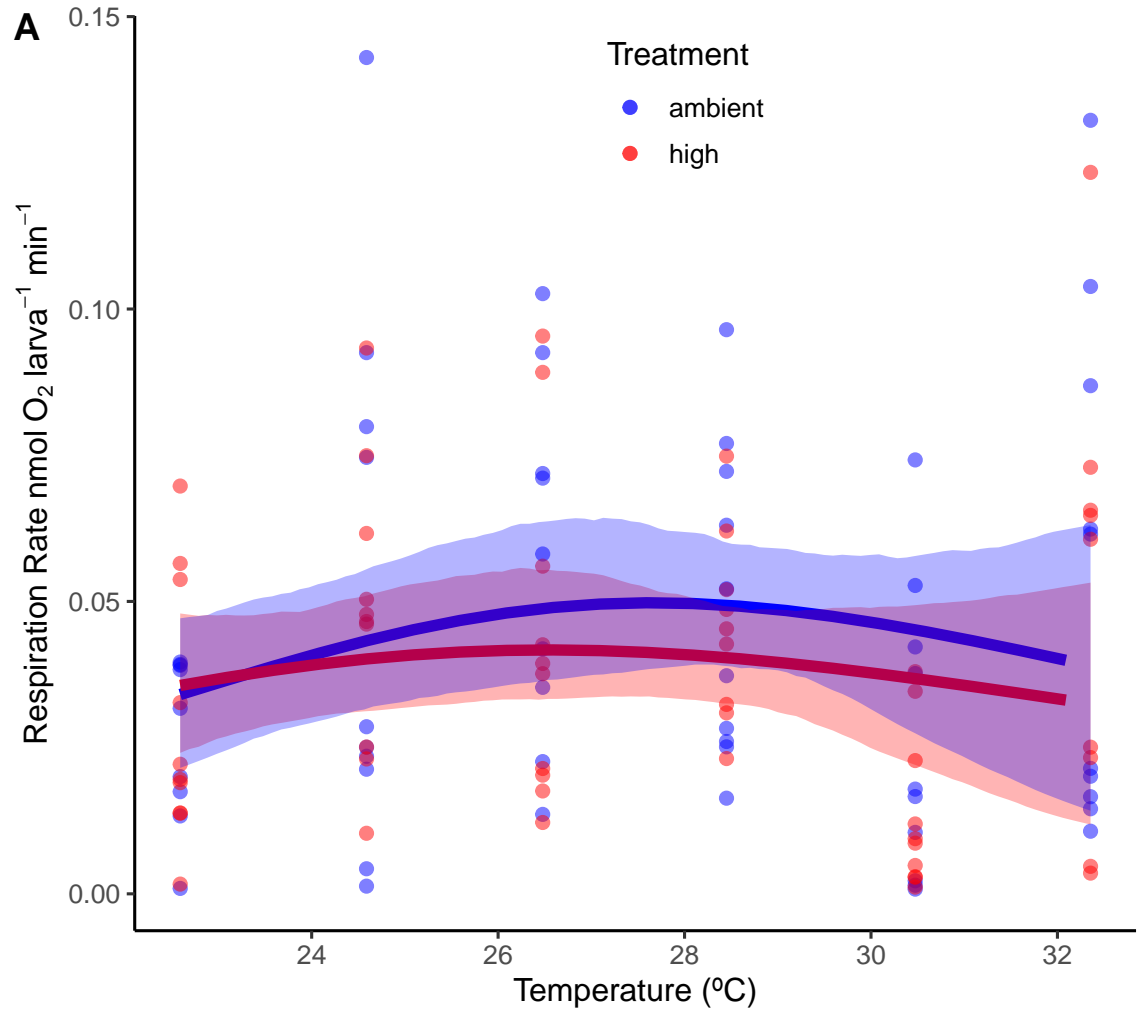 A
0.15
0.10
0.05
0.00
Respiration Rate nmol O₂ larva⁻¹ min⁻¹
Treatment
ambient
high
24 26 28 30 32
Temperature (ºC)